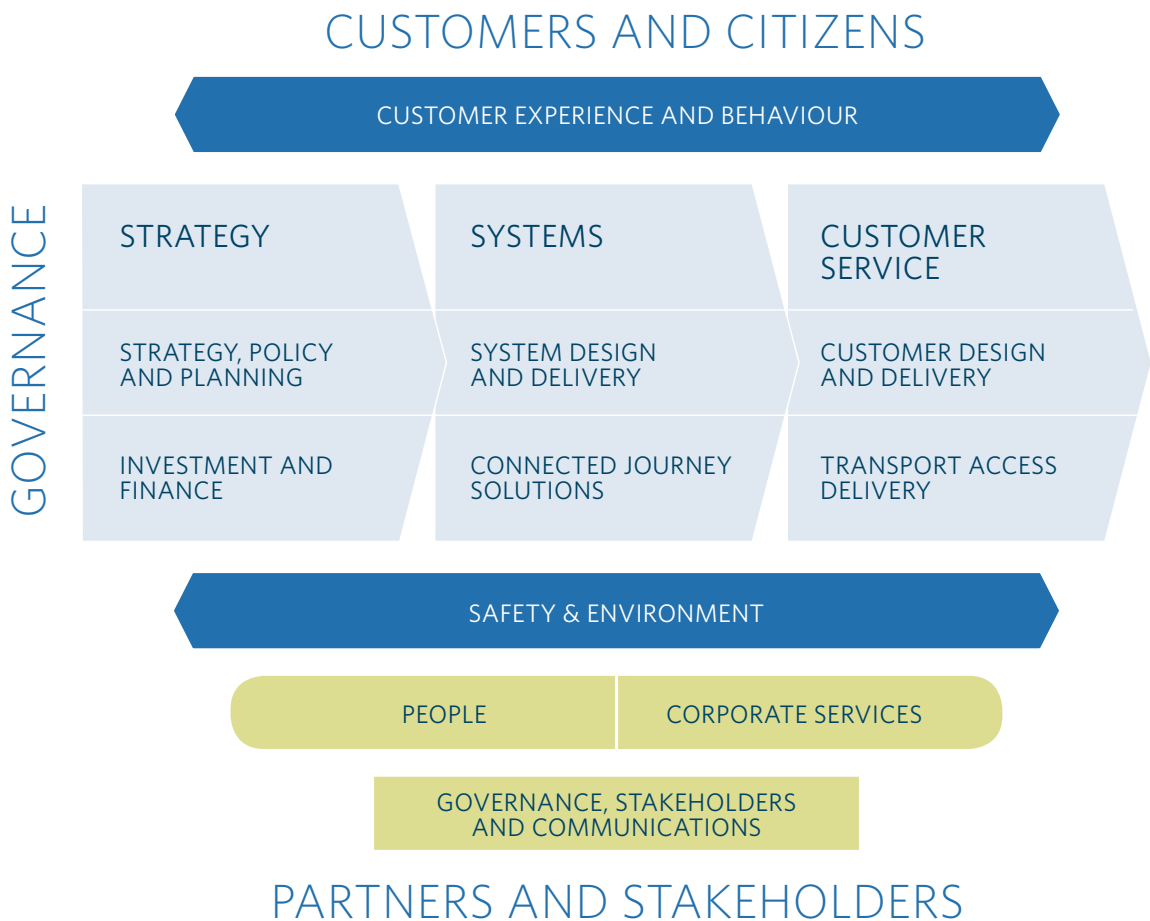 CUSTOMERS AND CITIZENS
CUSTOMER EXPERIENCE AND BEHAVIOUR
GOVERNANCE
STRATEGY
STRATEGY, POLICY
AND PLANNING
INVESTMENT AND
FINANCE
SYSTEMS
SYSTEM DESIGN
AND DELIVERY
CONNECTED JOURNEY
SOLUTIONS
CUSTOMER
SERVICE
CUSTOMER DESIGN
AND DELIVERY
TRANSPORT ACCESS
DELIVERY
SAFETY & ENVIRONMENT
PEOPLE
CORPORATE SERVICES
GOVERNANCE, STAKEHOLDERS
AND COMMUNICATIONS
PARTNERS AND STAKEHOLDERS